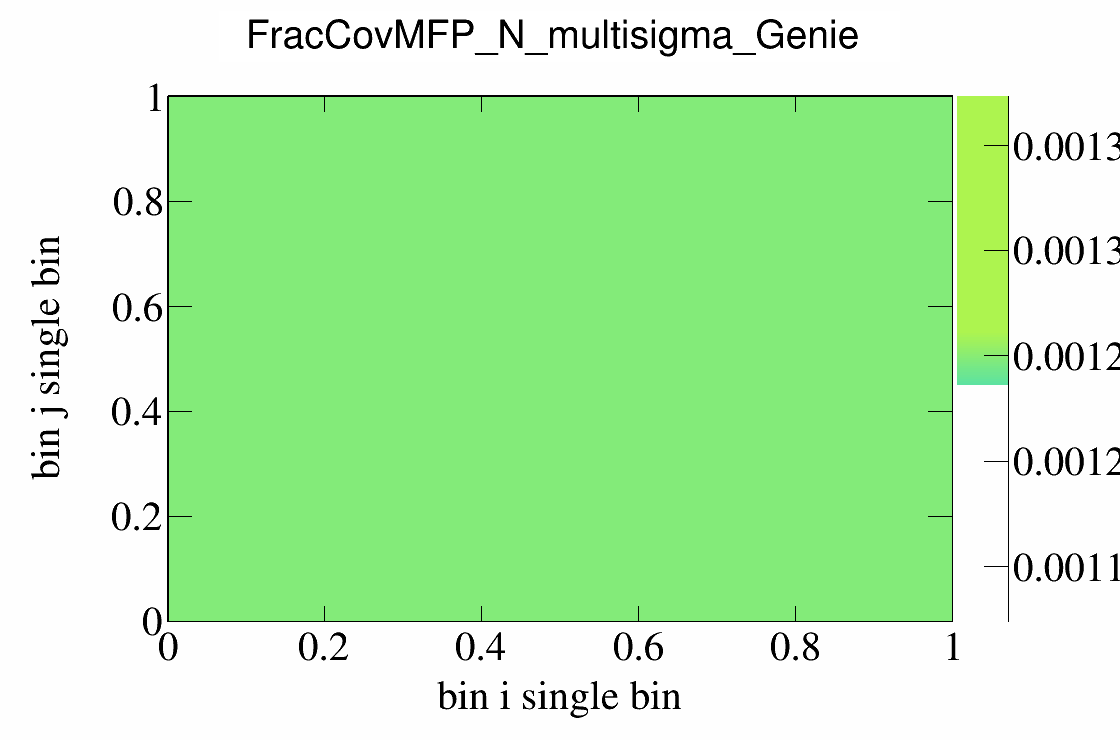 FracCovMFP_N_multisigma_Genie
1
0.8
0.6
0.4
0.2
0
0 0.2 0.4 0.6 0.8 1
bin j single bin
bin i single bin
0.0013
0.0013
0.0012
0.0012
0.0011